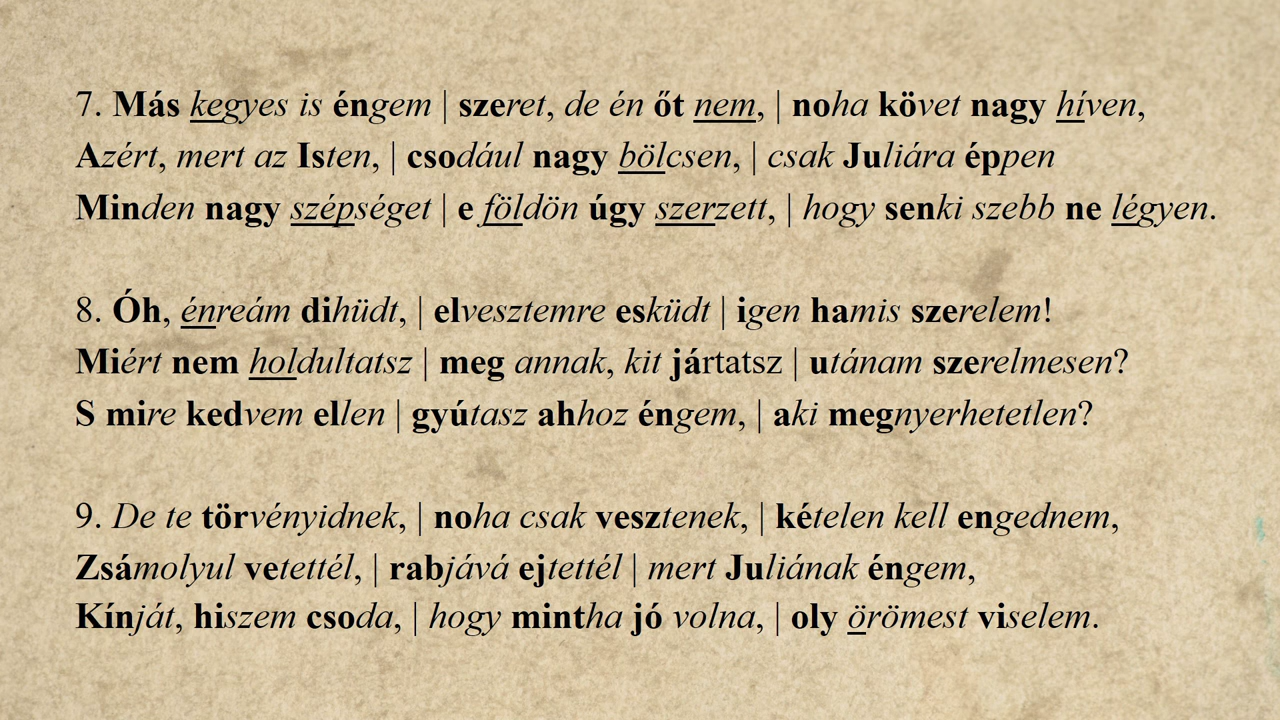 7. Más kegyes is éngem | szeret, de én őt nem, | noha követ nagy híven,
Azért, mert az Isten, | csodául nagy bölcsen, | csak Juliára éppen
Minden nagy szépséget | e földön úgy szerzett, | hogy senki szebb ne légyen.
8. Óh, énreám dihüdt, | elvesztemre esküdt | igen hamis szerelem!
Miért nem holdultatsz | meg annak, kit jártatsz | utánam szerelmesen?
S mire kedvem ellen | gyútasz ahhoz éngem, | aki megnyerhetetlen?
9. De te törvényidnek, | noha csak vesztenek, | kételen kell engednem,
Zsámolyul vetettél, | rabjává ejtettél | mert Juliának éngem,
Kínját, hiszem csoda, | hogy mintha jó volna, | oly örömest viselem.